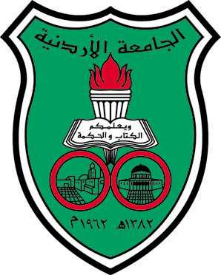 الجامعة الأردنية
ويعلمهم
الكتاب والحكمة
١٣٨٢هـ ١٩٦٢م